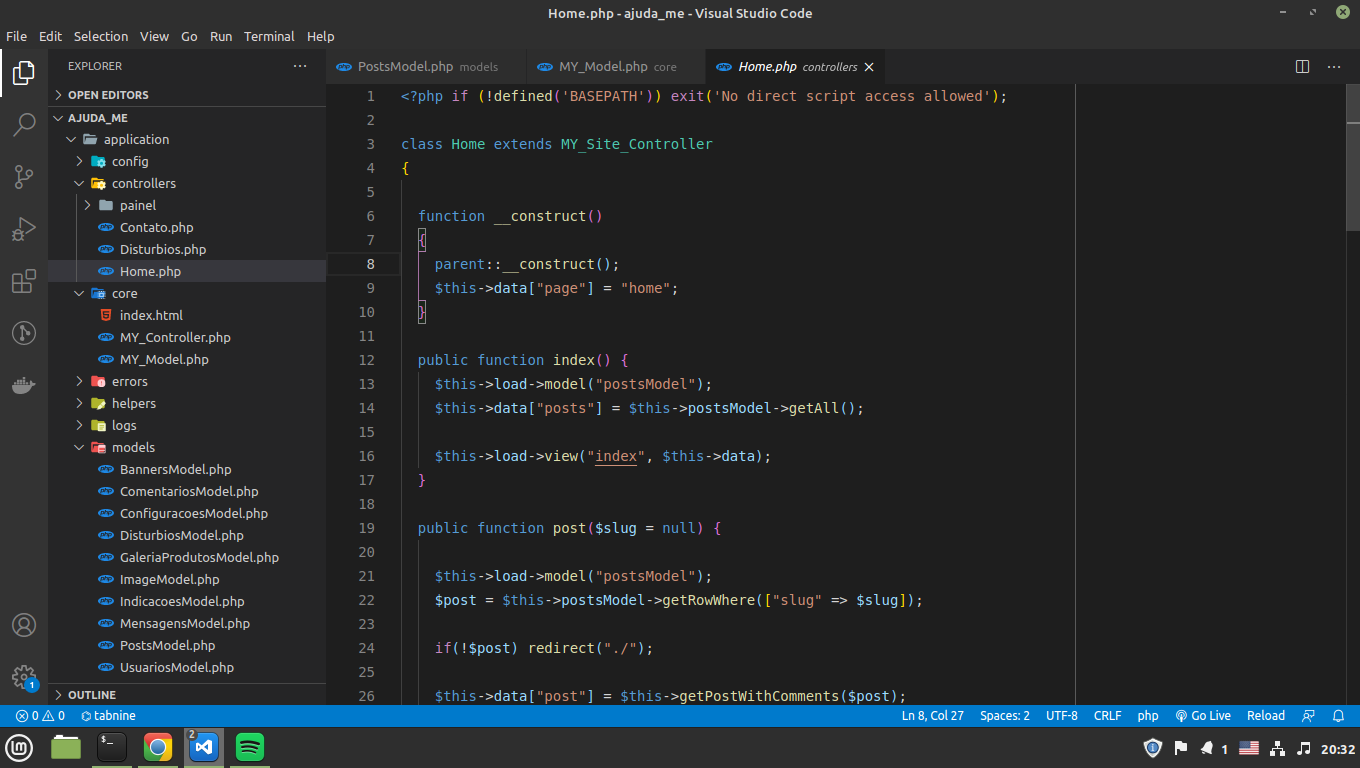 Home.php - ajuda_me - Visual Studio Code
File Edit Selection View Go Run Terminal Help
EXPLORER
OPEN EDITORS
AJUDA_ME
application
config
controllers
painel
Contato.php
Disturbios.php
Home.php
core
index.html
MY_Controller.php
MY_Model.php
errors
helpers
logs
models
BannersModel.php
ComentariosModel.php
ConfiguracoesModel.php
DisturbiosModel.php
GaleriaProdutosModel.php
ImageModel.php
IndicacoesModel.php
MensagensModel.php
PostsModel.php
UsuariosModel.php
OUTLINE
PostsModel.php models MY_Model.php core Home.php controllers
1 <?php if (!defined('BASEPATH')) exit('No direct script access allowed');
2
3 class Home extends MY_Site_Controller
4 {
5
6 function __construct()
7 {
8 parent::__construct();
9 $this->data["page"] = "home";
10 }
11
12 public function index() {
13 $this->load->model("postsModel");
14 $this->data["posts"] = $this->postsModel->getAll();
15
16 $this->load->view("index", $this->data);
17 }
18
19 public function post($slug = null) {
20
21 $this->load->model("postsModel");
22 $post = $this->postsModel->getRowWhere(["slug" => $slug]);
23
24 if(!$post) redirect("./");
25
26 $this->data["post"] = $this->getPostWithComments($post);
1
0 0 tabnine Ln 8, Col 27 Spaces: 2 UTF-8 CRLF php Go Live Reload
lm $_ 2 1 20:32